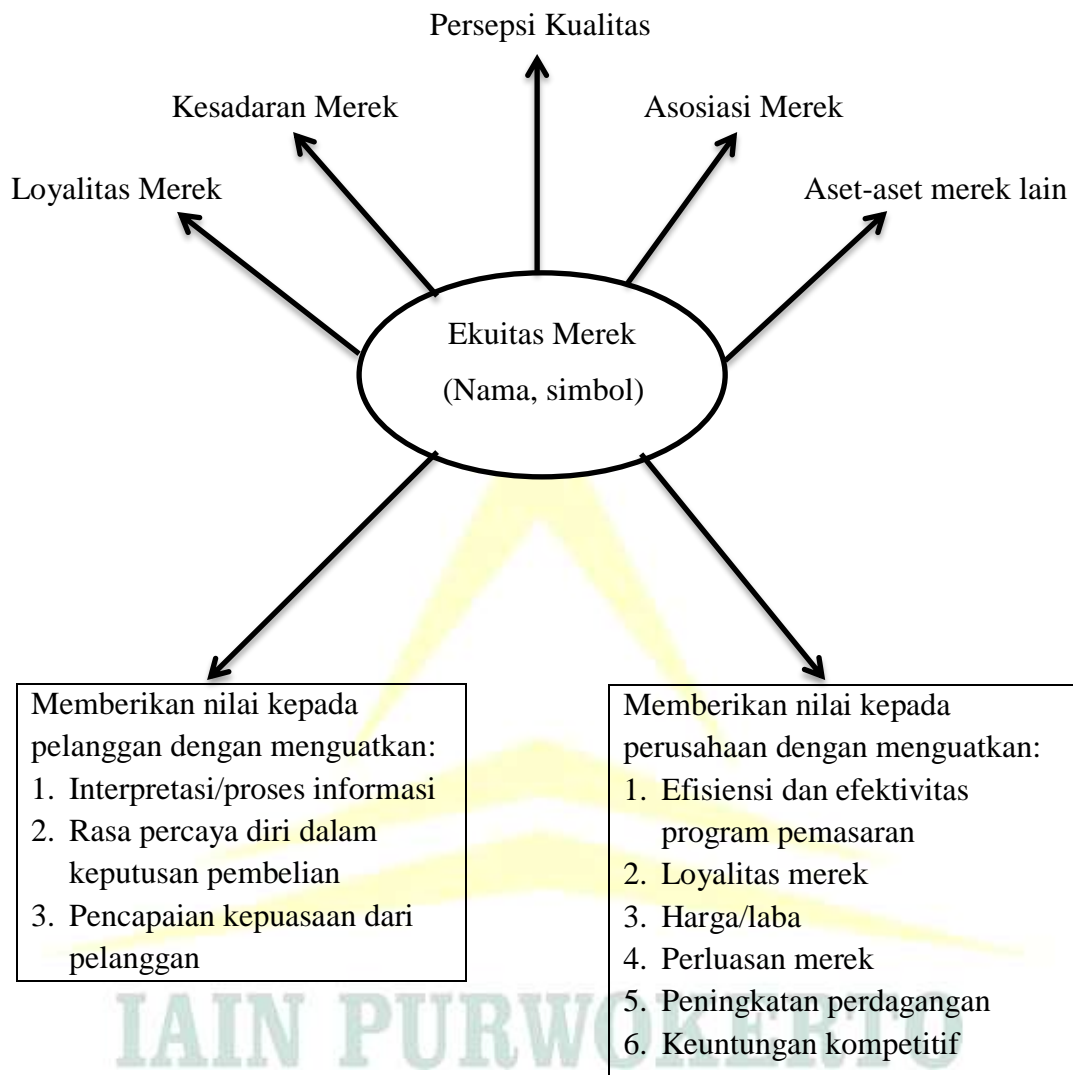 Persepsi Kualitas
Kesadaran Merek
Asosiasi Merek
Loyalitas Merek
Aset-aset merek lain
Ekuitas Merek
(Nama, simbol)
Memberikan nilai kepada
pelanggan dengan menguatkan:
1. Interpretasi/proses informasi
2. Rasa percaya diri dalam
keputusan pembelian
3. Pencapaian kepuasaan dari
pelanggan
Memberikan nilai kepada
perusahaan dengan menguatkan:
1. Efisiensi dan efektivitas
program pemasaran
2. Loyalitas merek
3. Harga/laba
4. Perluasan merek
5. Peningkatan perdagangan
6. Keuntungan kompetitif
IAIN PURWOKERTO